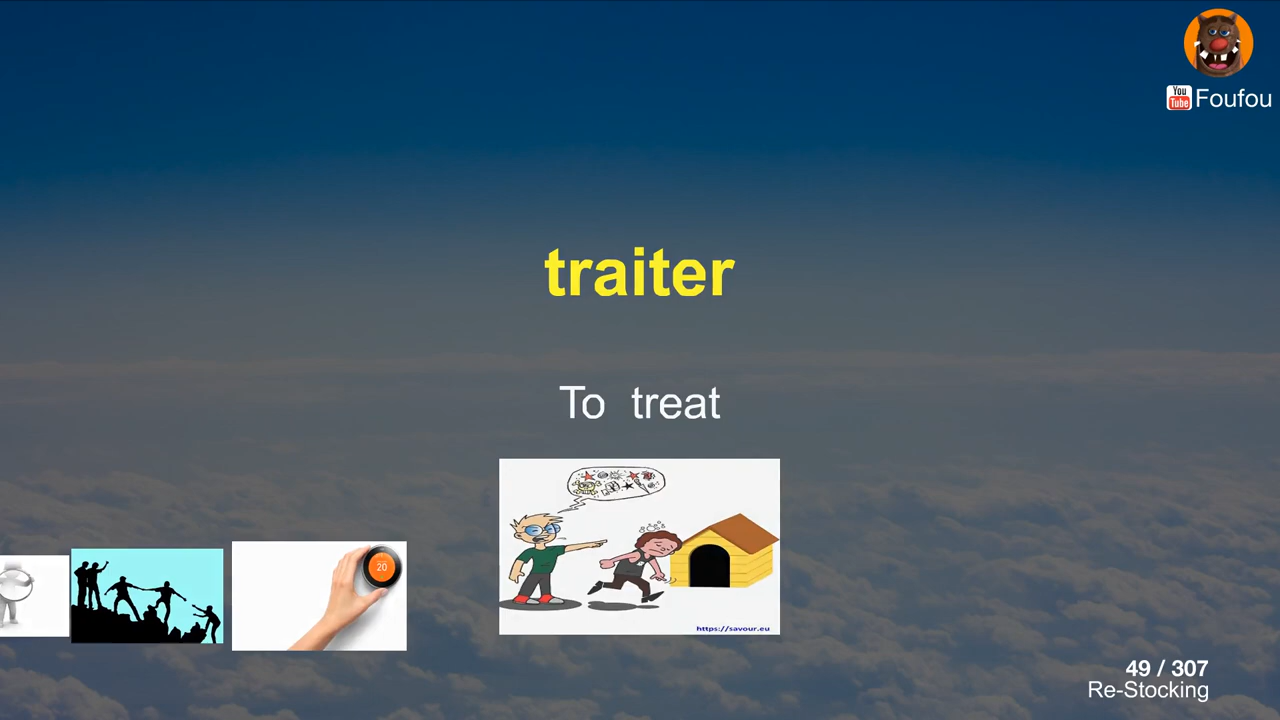 You
Tube
Foufou
traiter
To treat
20
https://savour.eu
49 / 307
Re-Stocking